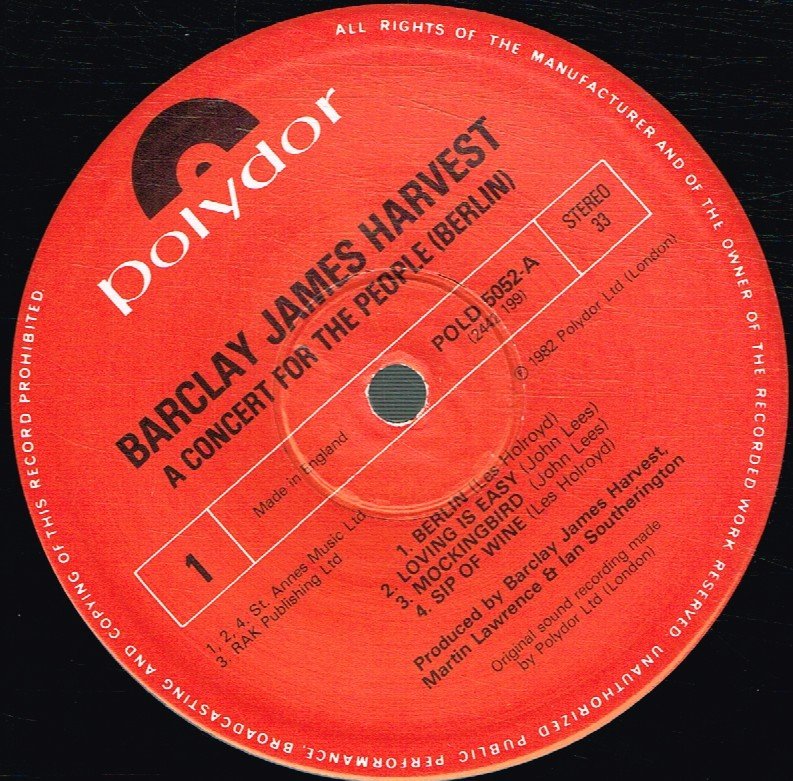 ALL RIGHTS OF THE MANUFACTURER AND OF THE OWNER OF THE RECORDED WORK RESERVED UNAUTHORIZED PUBLIC PERFORMANCE, BROADCASTING AND COPYING OF THIS RECORD PROHIBITED.
polydor
BARCLAY JAMES HARVEST
A CONCERT FOR THE PEOPLE (BERLIN)
STEREO
33
POLD 5052-A
(2442 199)
℗ 1982 Polydor Ltd (London)
Made in England
1
1, 2, 4, St. Annes Music Ltd
3. RAK Publishing Ltd
1. BERLIN (Les Holroyd)
2. LOVING IS EASY (John Lees)
3. MOCKINGBIRD (John Lees)
4. SIP OF WINE (Les Holroyd)
Produced by Barclay James Harvest,
Martin Lawrence & Ian Southerington
Original sound recording made
by Polydor Ltd (London)